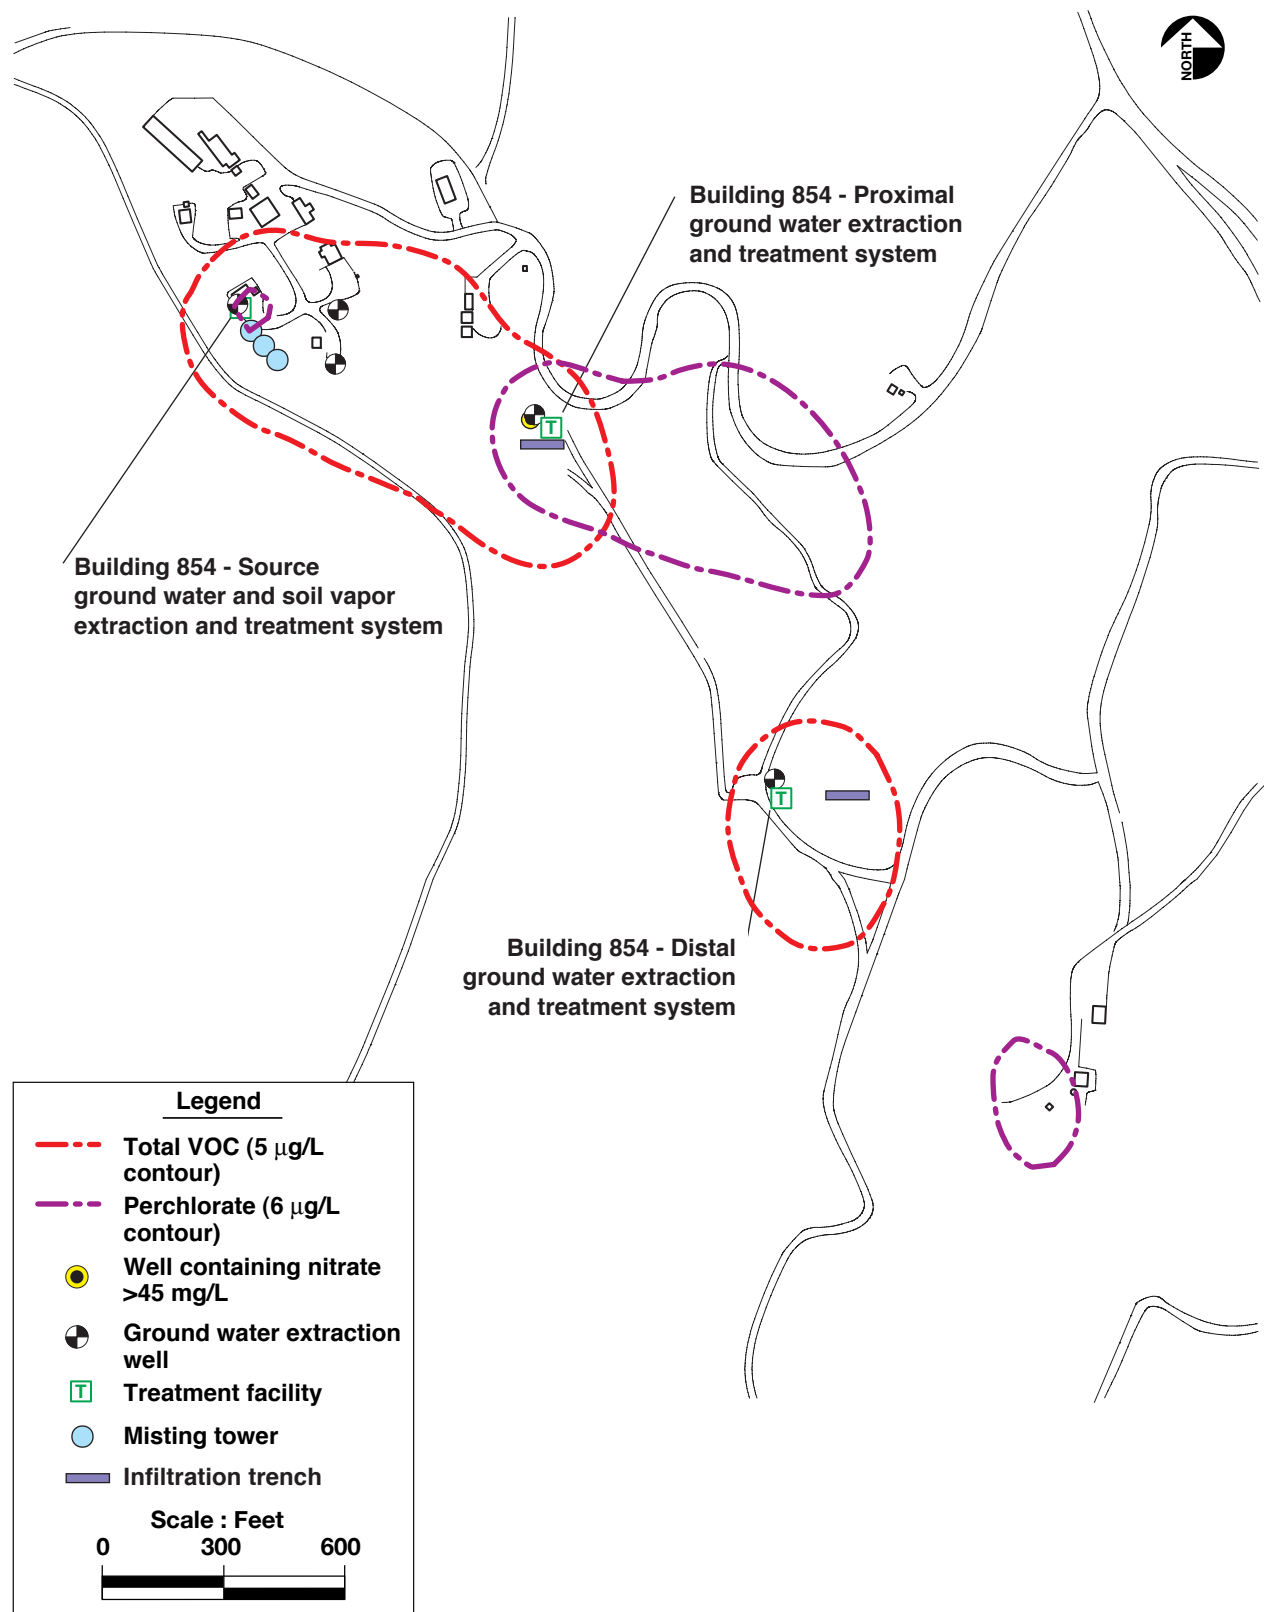 NORTH
Building 854 - Proximal
ground water extraction
and treatment system
Building 854 - Source
ground water and soil vapor
extraction and treatment system
T
T
Building 854 - Distal
ground water extraction
and treatment system
Legend
Total VOC (5 µg/L
contour)
Perchlorate (6 µg/L
contour)
Well containing nitrate
>45 mg/L
Ground water extraction
well
T Treatment facility
Misting tower
Infiltration trench
Scale : Feet
0 300 600